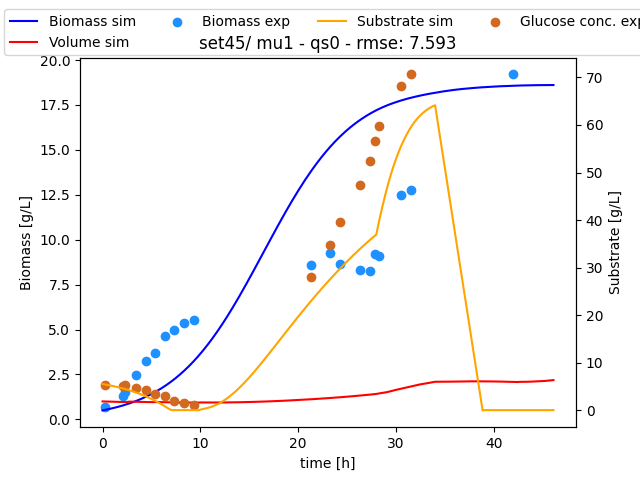 Biomass sim
Biomass exp
Substrate sim
Glucose conc. exp
Volume sim
set45/ mu1 - qs0 - rmse: 7.593
20.0
17.5
15.0
12.5
10.0
7.5
5.0
2.5
0.0
Biomass [g/L]
70
60
50
40
30
20
10
0
Substrate [g/L]
0
10
20
30
40
time [h]